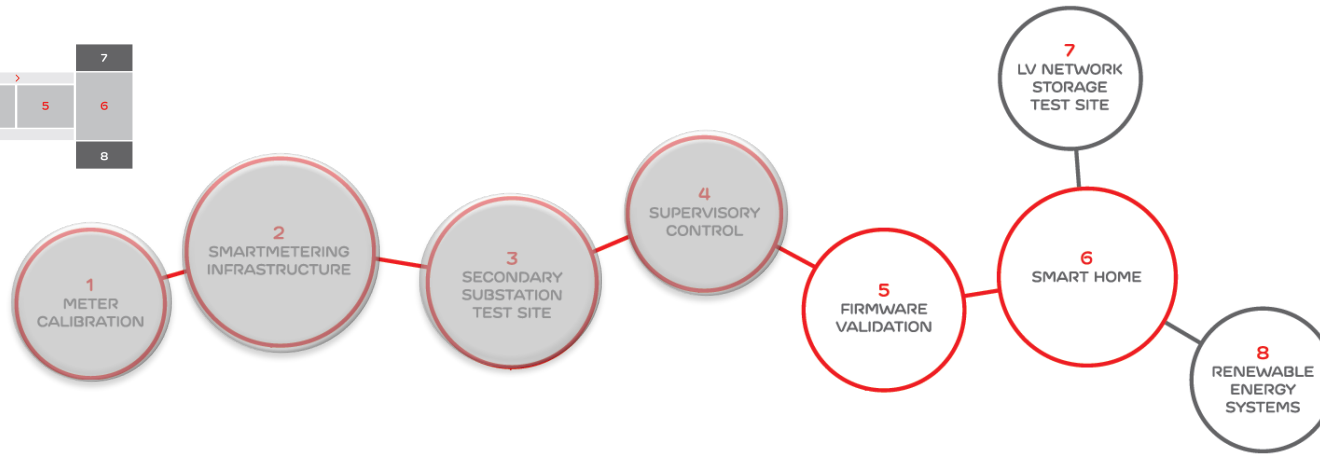 7
5
6
8
1
METER
CALIBRATION
2
SMARTMETERING
INFRASTRUCTURE
3
SECONDARY
SUBSTATION
TEST SITE
4
SUPERVISORY
CONTROL
5
FIRMWARE
VALIDATION
6
SMART HOME
7
LV NETWORK
STORAGE
TEST SITE
8
RENEWABLE
ENERGY
SYSTEMS